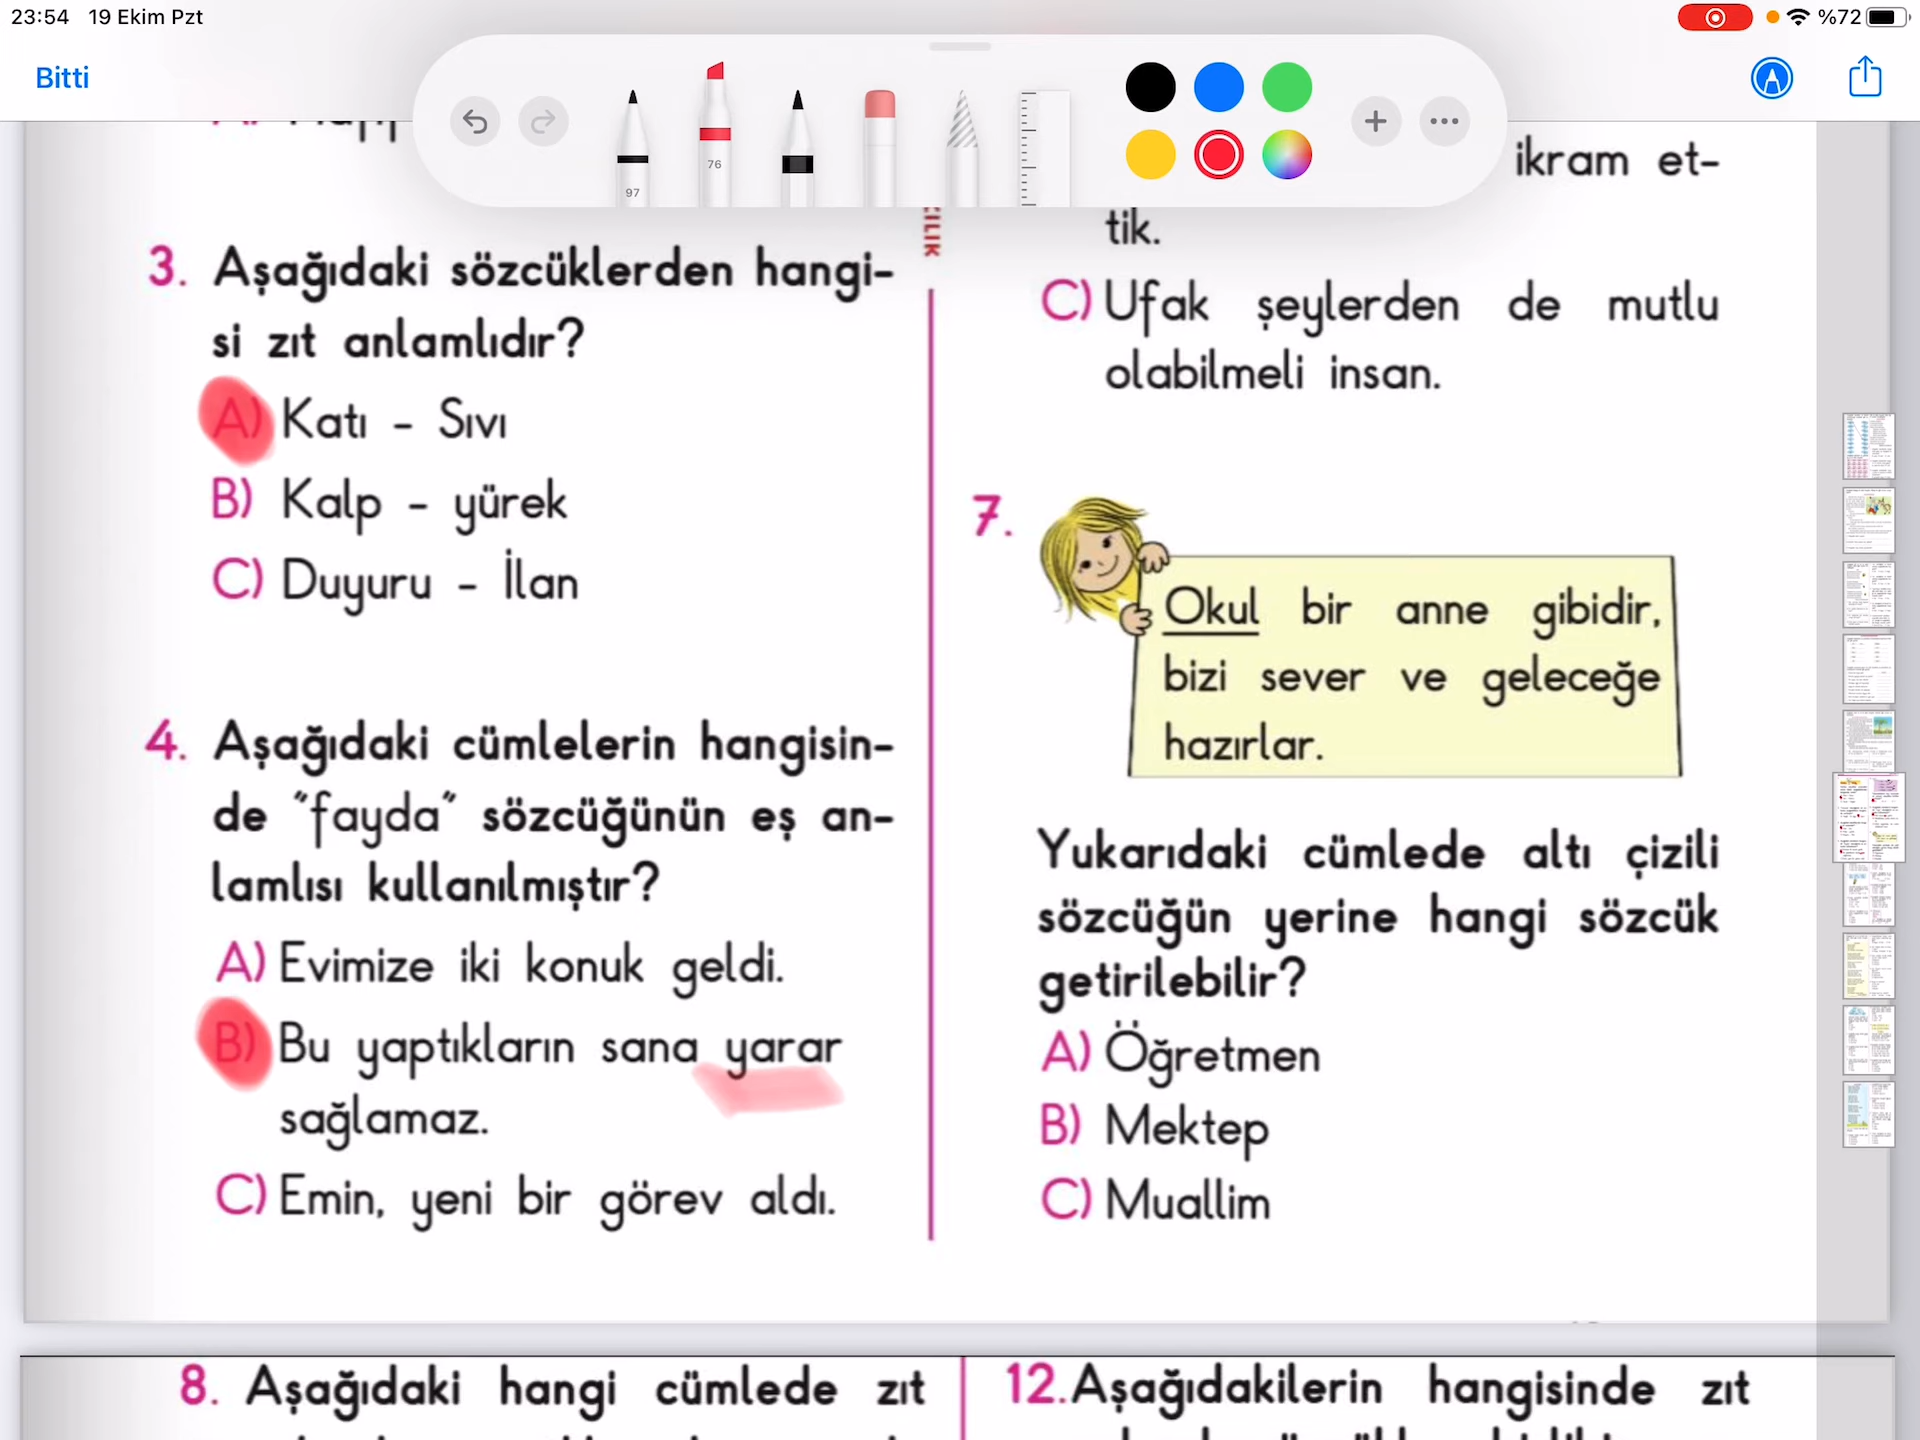 23:54 19 Ekim Pzt
%72
Bitti
97
76
3. Aşağıdaki sözcüklerden hangi-
si zıt anlamlıdır?
A) Katı - Sıvı
B) Kalp - yürek
C) Duyuru - İlan
4. Aşağıdaki cümlelerin hangisin-
de "fayda" sözcüğünün eş an-
lamlısı kullanılmıştır?
A) Evimize iki konuk geldi.
B) Bu yaptıkların sana yarar
sağlamaz.
C) Emin, yeni bir görev aldı.
ikram et-
tik.
C) Ufak şeylerden de mutlu
olabilmeli insan.
7.
Okul bir anne gibidir,
bizi sever ve geleceğe
hazırlar.
Yukarıdaki cümlede altı çizili
sözcüğün yerine hangi sözcük
getirilebilir?
A) Öğretmen
B) Mektep
C) Muallim
8. Aşağıdaki hangi cümlede zıt
12. Aşağıdakilerin hangisinde zıt